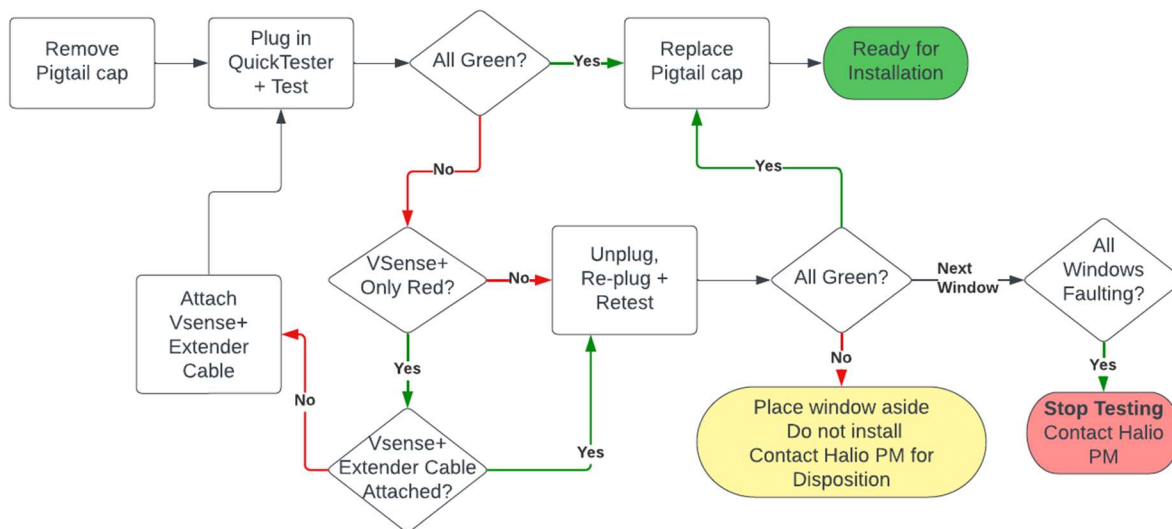 Remove
Pigtail cap
Plug in
QuickTester
+ Test
All Green?
Yes
Replace
Pigtail cap
Ready for
Installation
No
VSense+
Only Red?
No
Unplug,
Re-plug +
Retest
Yes
All Green?
Next
Window
All
Windows
Faulting?
Attach
Vsense+
Extender
Cable
No
Yes
Vsense+
Extender Cable
Attached?
Yes
No
Place window aside
Do not install
Contact Halio PM for
Disposition
Yes
Stop Testing
Contact Halio
PM